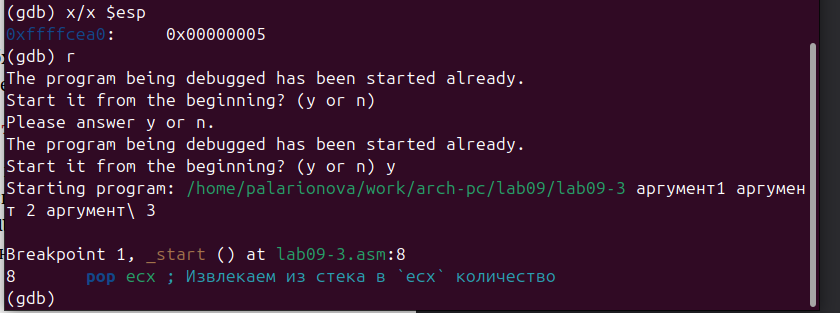 (gdb) x/x $esp
0xffffcea0:     0x00000005
(gdb) r
The program being debugged has been started already.
Start it from the beginning? (y or n)
Please answer y or n.
The program being debugged has been started already.
Start it from the beginning? (y or n) y
Starting program: /home/palarionova/work/arch-pc/lab09/lab09-3 аргумент1 аргумен
т 2 аргумент\ 3
Breakpoint 1, _start () at lab09-3.asm:8
8       pop ecx ; Извлекаем из стека в `ecx` количество
(gdb)